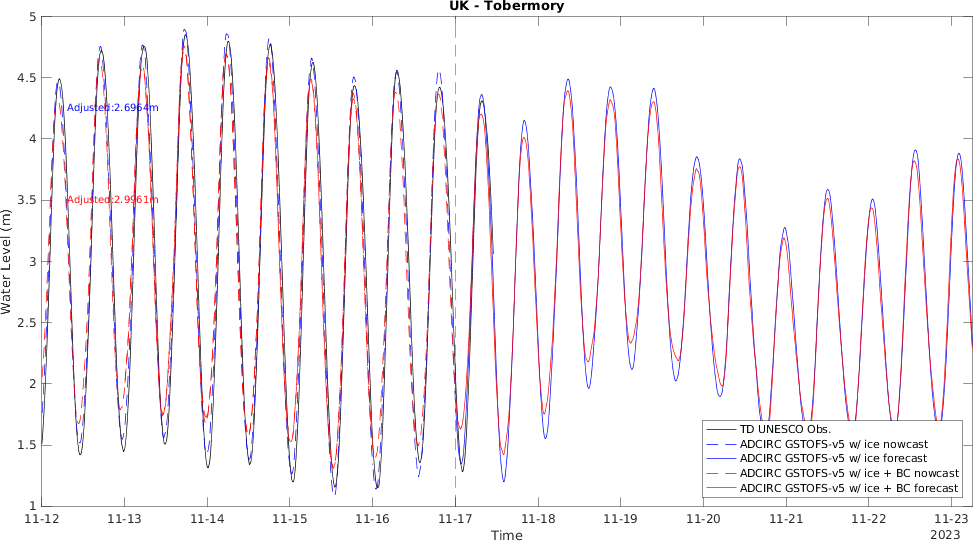 UK - Tobermory
5
4.5
4
3.5
3
2.5
2
1.5
1
Water Level (m)
Adjusted:2.6964m
Adjusted:2.9961m
TD UNESCO Obs.
ADCIRC GSTOFS-v5 w/ ice nowcast
ADCIRC GSTOFS-v5 w/ ice forecast
ADCIRC GSTOFS-v5 w/ ice + BC nowcast
ADCIRC GSTOFS-v5 w/ ice + BC forecast
11-12 11-13 11-14 11-15 11-16 11-17 11-18 11-19 11-20 11-21 11-22 11-23
Time
2023